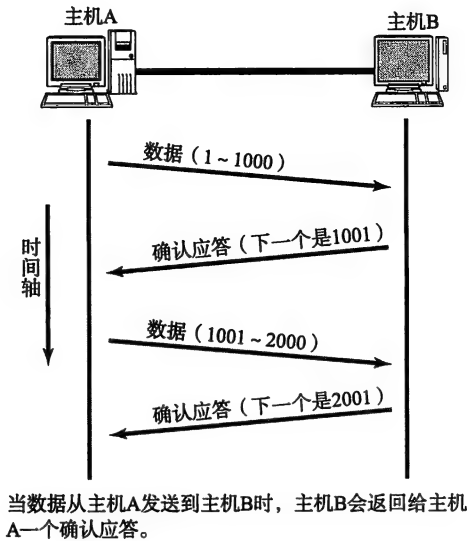 主机A
主机B
数据（1～1000）
确认应答（下一个是1001）
时间轴
数据（1001～2000）
确认应答（下一个是2001）
当数据从主机A发送到主机B时，主机B会返回给主机
A一个确认应答。